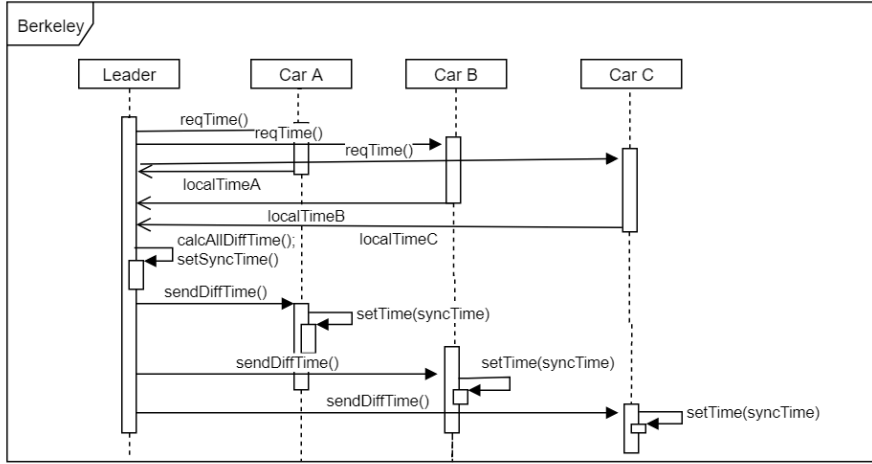 Berkeley
Leader
Car A
Car B
Car C
reqTime()
reqTime()
reqTime()
localTimeA
localTimeB
localTimeC
calcAllDiffTime();
setSyncTime()
sendDiffTime()
setTime(syncTime)
sendDiffTime()
setTime(syncTime)
sendDiffTime()
setTime(syncTime)